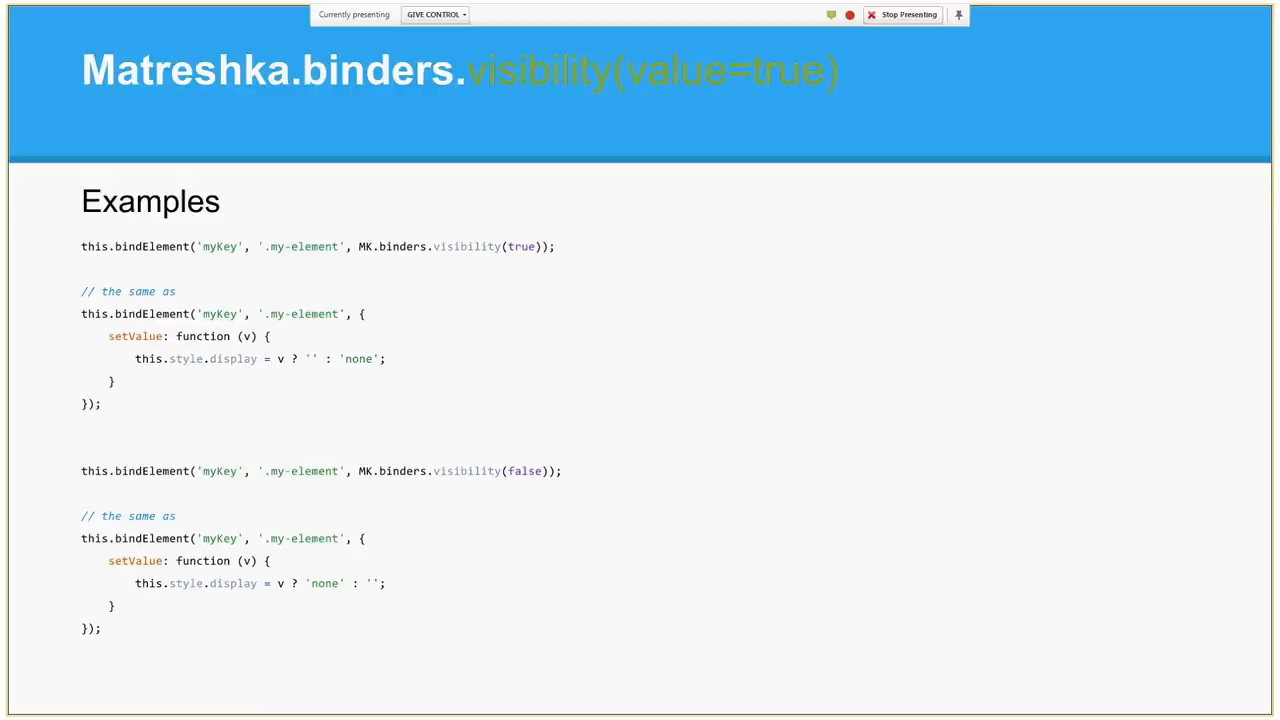 Currently presenting GIVE CONTROL Stop Presenting
Matreshka.binders.visibility(value=true)
Examples
this.bindElement('myKey', '.my-element', MK.binders.visibility(true));
// the same as
this.bindElement('myKey', '.my-element', {
    setValue: function (v) {
        this.style.display = v ? '' : 'none';
    }
});
this.bindElement('myKey', '.my-element', MK.binders.visibility(false));
// the same as
this.bindElement('myKey', '.my-element', {
    setValue: function (v) {
        this.style.display = v ? 'none' : '';
    }
});